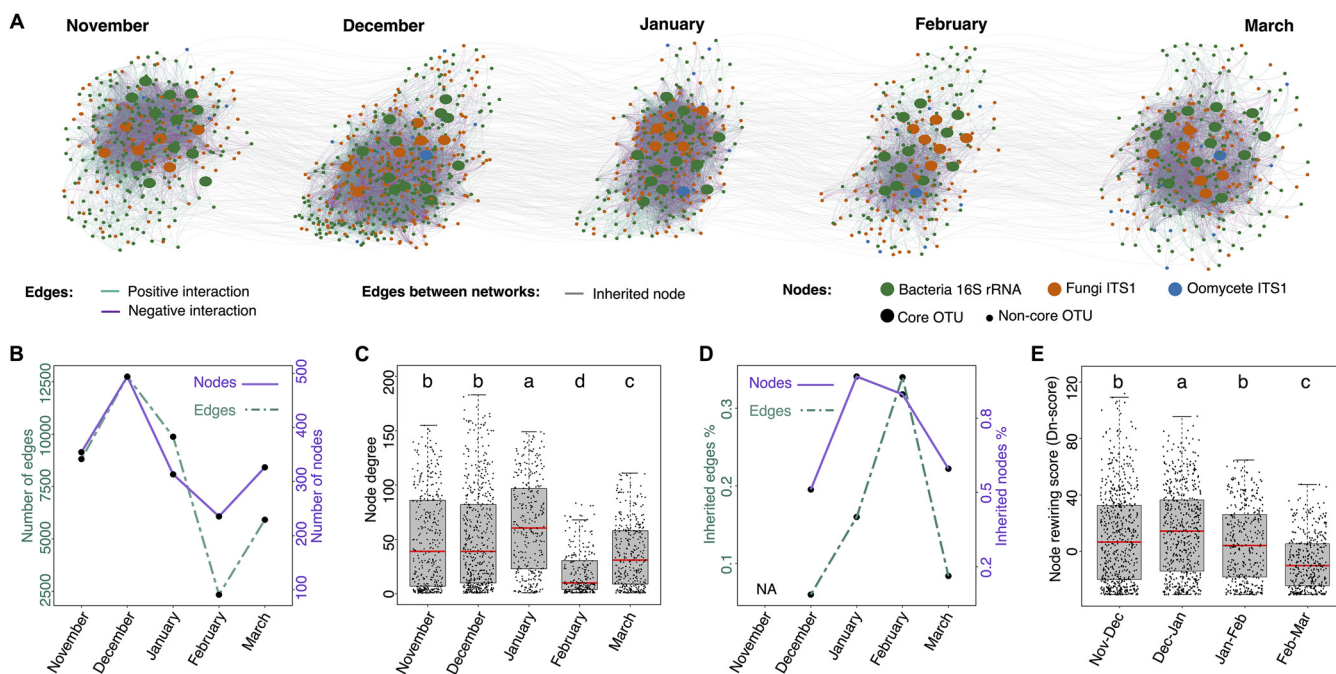 A
November
December
January
February
March
Edges:
Positive interaction
Negative interaction
Edges between networks:
Inherited node
Nodes:
Bacteria 16S rRNA
Fungi ITS1
Oomycete ITS1
Core OTU
Non-core OTU
B
Number of edges
12500
10000
7500
5000
2500
Nodes
Edges
500
400
300
200
100
Number of nodes
November
December
January
February
March
C
Node degree
200
150
100
50
0
b
b
a
d
c
November
December
January
February
March
D
Inherited edges %
0.3
0.2
0.1
Nodes
Edges
NA
0.8
0.5
0.2
Inherited nodes %
November
December
January
February
March
E
Node rewiring score (Dn-score)
120
80
40
0
b
a
b
c
Nov-Dec
Dec-Jan
Jan-Feb
Feb-Mar